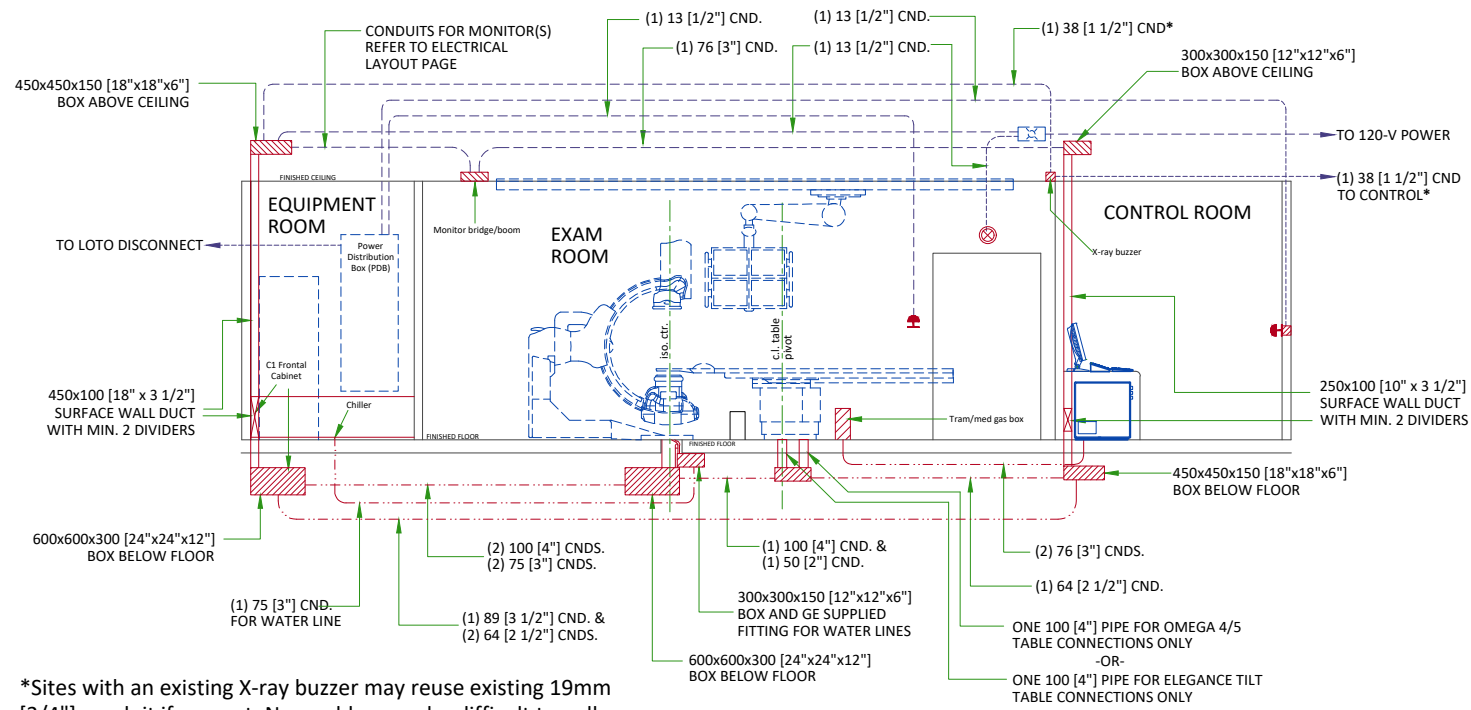 CONDUITS FOR MONITOR(S)
REFER TO ELECTRICAL
LAYOUT PAGE
(1) 13 [1/2"] CND.
(1) 76 [3"] CND.
(1) 13 [1/2"] CND.
(1) 13 [1/2"] CND.
(1) 38 [1 1/2"] CND*
300x300x150 [12"x12"x6"]
BOX ABOVE CEILING
450x450x150 [18"x18"x6"]
BOX ABOVE CEILING
TO 120-V POWER
(1) 38 [1 1/2"] CND
TO CONTROL*
FINISHED CEILING
EQUIPMENT
ROOM
EXAM
ROOM
CONTROL ROOM
TO LOTO DISCONNECT
Power
Distribution
Box (PDB)
Monitor bridge/boom
X-ray buzzer
iso. ctr.
c.l. table
pivot
C1 Frontal
Cabinet
Chiller
Tram/med gas box
450x100 [18" x 3 1/2"]
SURFACE WALL DUCT
WITH MIN. 2 DIVIDERS
250x100 [10" x 3 1/2"]
SURFACE WALL DUCT
WITH MIN. 2 DIVIDERS
FINISHED FLOOR
FINISHED FLOOR
450x450x150 [18"x18"x6"]
BOX BELOW FLOOR
600x600x300 [24"x24"x12"]
BOX BELOW FLOOR
(2) 100 [4"] CNDS.
(2) 75 [3"] CNDS.
(1) 100 [4"] CND. &
(1) 50 [2"] CND.
(2) 76 [3"] CNDS.
(1) 64 [2 1/2"] CND.
(1) 75 [3"] CND.
FOR WATER LINE
(1) 89 [3 1/2"] CND. &
(2) 64 [2 1/2"] CNDS.
300x300x150 [12"x12"x6"]
BOX AND GE SUPPLIED
FITTING FOR WATER LINES
600x600x300 [24"x24"x12"]
BOX BELOW FLOOR
ONE 100 [4"] PIPE FOR OMEGA 4/5
TABLE CONNECTIONS ONLY
-OR-
ONE 100 [4"] PIPE FOR ELEGANCE TILT
TABLE CONNECTIONS ONLY
*Sites with an existing X-ray buzzer may reuse existing 19mm